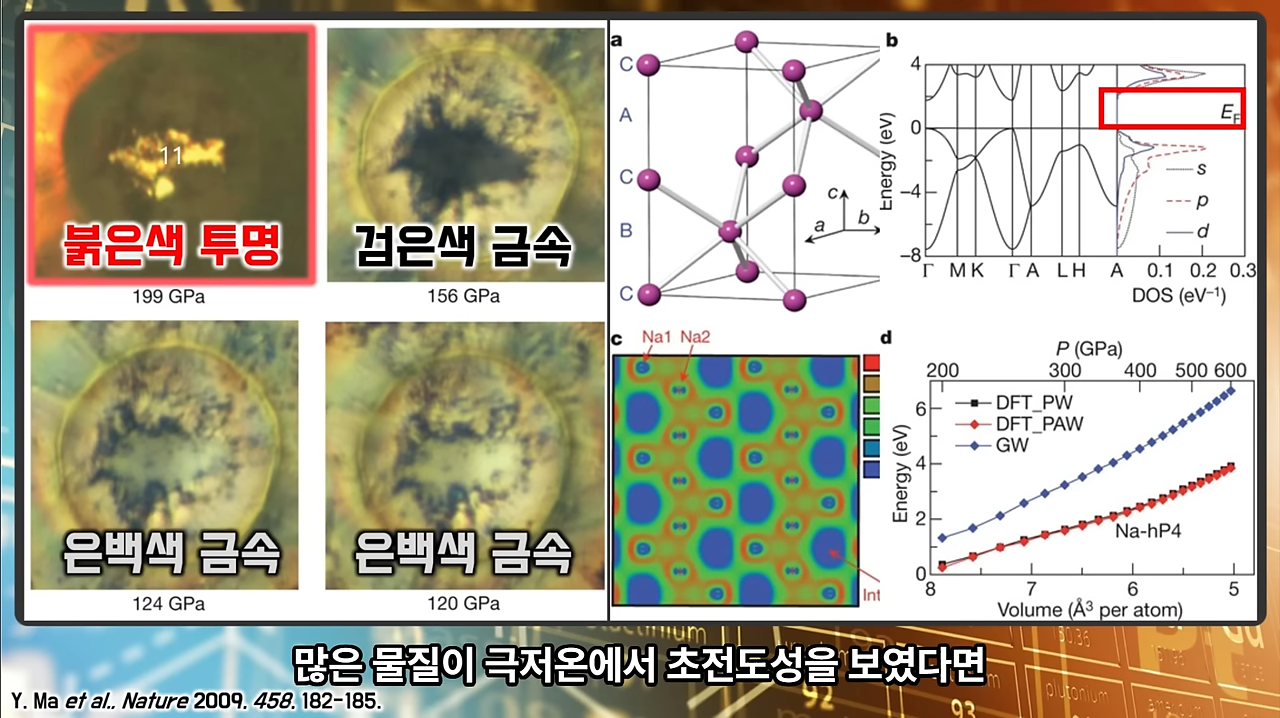 11
붉은색 투명
199 GPa
검은색 금속
156 GPa
은백색 금속
124 GPa
은백색 금속
120 GPa
a
C
A
C
B
C
c
a
b
b
4
0
−4
−8
Energy (eV)
E_F
s
p
d
Γ M K Γ A L H A 0.1 0.2 0.3
DOS (eV⁻¹)
c
Na1 Na2
Int
d
P (GPa)
200 300 400 500 600
DFT_PW
DFT_PAW
GW
6
4
2
0
Energy (eV)
Na-hP4
8 7 6 5
Volume (Å³ per atom)
많은 물질이 극저온에서 초전도성을 보였다면
Y. Ma et al., Nature 2009, 458, 182-185.
92
93
plutonium